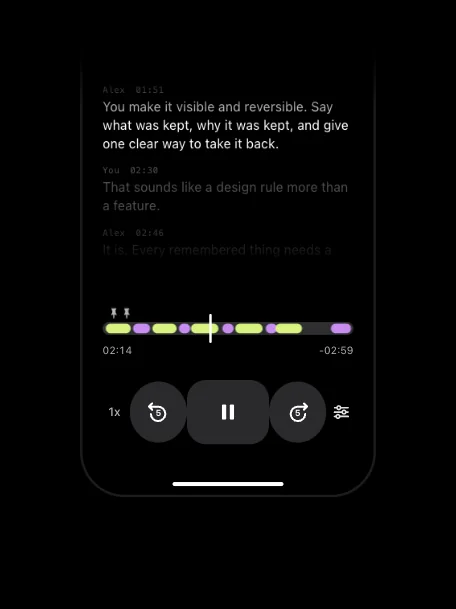 Alex 01:51
You make it visible and reversible. Say
what was kept, why it was kept, and give
one clear way to take it back.
You 02:30
That sounds like a design rule more than
a feature.
Alex 02:46
It is. Every remembered thing needs a
02:14 -02:59
1x 5 5